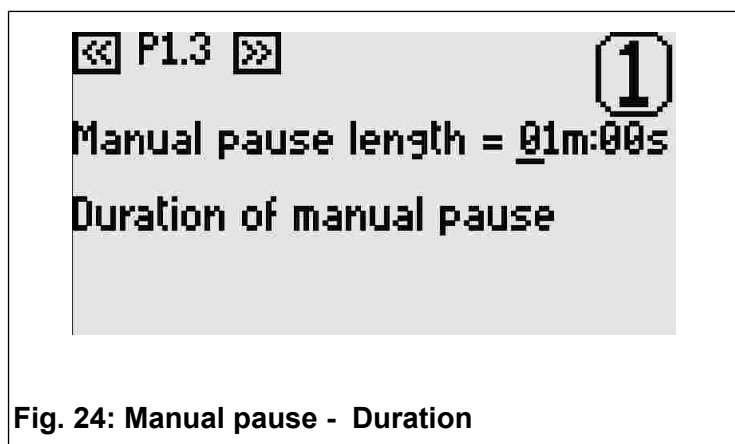 « P1.3 » 1
Manual pause length = 01m:00s
Duration of manual pause
Fig. 24: Manual pause - Duration